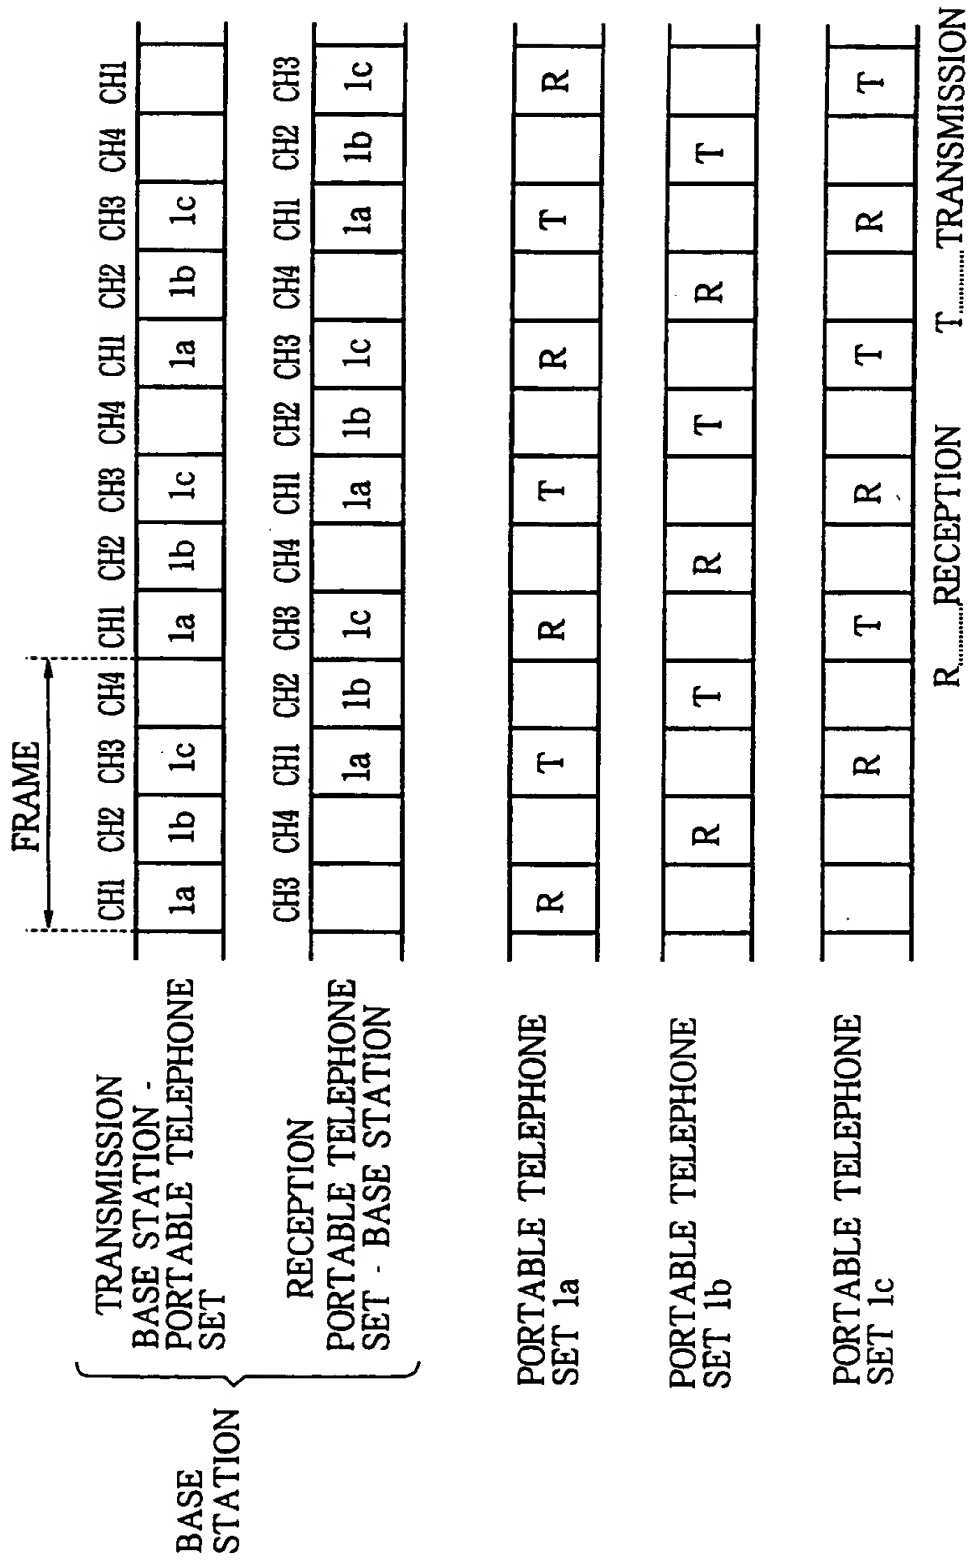 FRAME
CH1 CH2 CH3 CH4 CH1 CH2 CH3 CH4 CH1 CH2 CH3 CH4 CH1
1a 1b 1c 1a 1b 1c 1a 1b 1c
CH3 CH4 CH1 CH2 CH3 CH4 CH1 CH2 CH3 CH4 CH1 CH2 CH3
1a 1b 1c 1a 1b 1c 1a 1b 1c
BASE
STATION
TRANSMISSION
BASE STATION -
PORTABLE TELEPHONE
SET
RECEPTION
PORTABLE TELEPHONE
SET - BASE STATION
PORTABLE TELEPHONE
SET 1a
R T R T R T R
PORTABLE TELEPHONE
SET 1b
R T R T R T
PORTABLE TELEPHONE
SET 1c
R T R T R T
R........RECEPTION T........TRANSMISSION